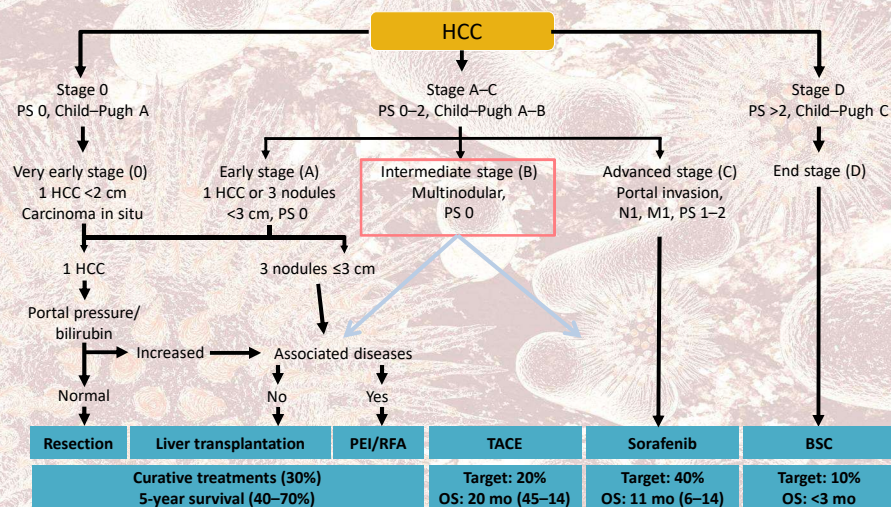 HCC
Stage 0
PS 0, Child–Pugh A
Stage A–C
PS 0–2, Child–Pugh A–B
Stage D
PS >2, Child–Pugh C
Very early stage (0)
1 HCC <2 cm
Carcinoma in situ
Early stage (A)
1 HCC or 3 nodules
<3 cm, PS 0
Intermediate stage (B)
Multinodular,
PS 0
Advanced stage (C)
Portal invasion,
N1, M1, PS 1–2
End stage (D)
1 HCC
3 nodules ≤3 cm
Portal pressure/
bilirubin
Increased
Associated diseases
Normal
No
Yes
Resection
Liver transplantation
PEI/RFA
TACE
Sorafenib
BSC
Curative treatments (30%)
5-year survival (40–70%)
Target: 20%
OS: 20 mo (45–14)
Target: 40%
OS: 11 mo (6–14)
Target: 10%
OS: <3 mo